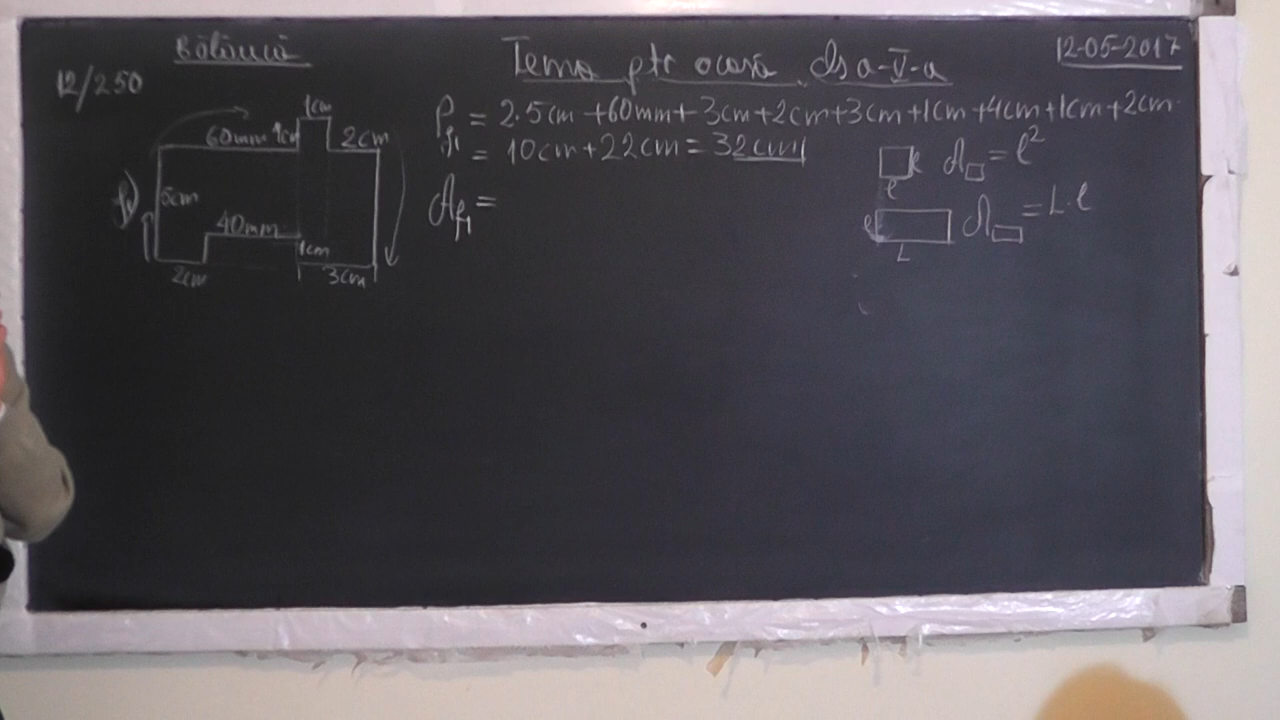 12-05-2017
Tema ptr acasă cls a-V-a
12/250
1cm
60mm 1cm 2cm
5cm
40mm
1cm
2cm 3cm
P f1 = 2·5cm +60mm+3cm+2cm+3cm+1cm+4cm+1cm+2cm
= 10cm+22cm=32cm
A f1 =
l A□=l²
l
l A▭=L·l
L